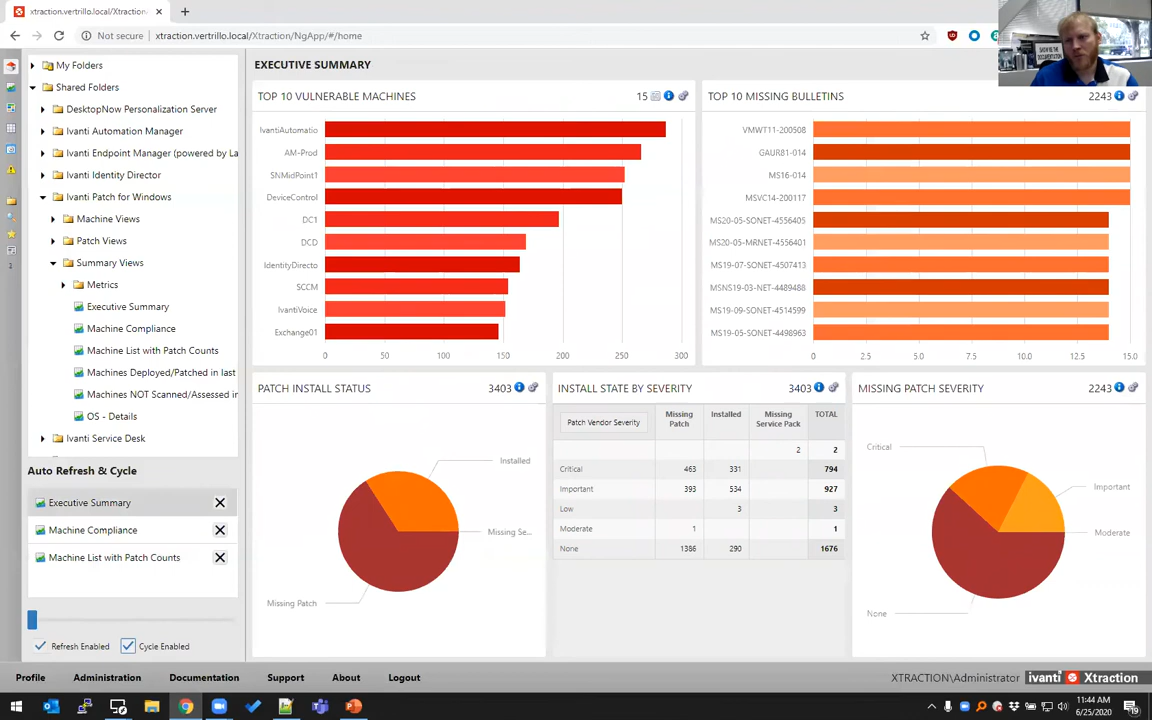 xtraction.vertrillo.local/Xtraction/
Not secure
xtraction.vertrillo.local/Xtraction/NgApp/#/home
SHOW ME THE DOCUMENTATION
My Folders
Shared Folders
DesktopNow Personalization Server
Ivanti Automation Manager
Ivanti Endpoint Manager (powered by La
Ivanti Identity Director
Ivanti Patch for Windows
Machine Views
Patch Views
Summary Views
Metrics
Executive Summary
Machine Compliance
Machine List with Patch Counts
Machines Deployed/Patched in last
Machines NOT Scanned/Assessed in
OS - Details
Ivanti Service Desk
Auto Refresh & Cycle
Executive Summary
Machine Compliance
Machine List with Patch Counts
Refresh Enabled
Cycle Enabled
EXECUTIVE SUMMARY
TOP 10 VULNERABLE MACHINES
15
IvantiAutomatio
AM-Prod
SNMidPoint1
DeviceControl
DC1
DCD
IdentityDirecto
SCCM
IvantiVoice
Exchange01
0 50 100 150 200 250 300
TOP 10 MISSING BULLETINS
2243
VMWT11-200508
GAUR81-014
MS16-014
MSVC14-200117
MS20-05-SONET-4556405
MS20-05-MRNET-4556401
MS19-07-SONET-4507413
MSNS19-03-NET-4489488
MS19-09-SONET-4514599
MS19-05-SONET-4498963
0 2.5 5.0 7.5 10.0 12.5 15.0
PATCH INSTALL STATUS
3403
Installed
Missing Se...
Missing Patch
INSTALL STATE BY SEVERITY
3403
Patch Vendor Severity Missing Patch Installed Missing Service Pack TOTAL
2 2
Critical 463 331 794
Important 393 534 927
Low 3 3
Moderate 1 1
None 1386 290 1676
MISSING PATCH SEVERITY
2243
Critical
Important
Moderate
None
Profile
Administration
Documentation
Support
About
Logout
XTRACTION\Administrator
ivanti Xtraction
11:44 AM
6/25/2020
19